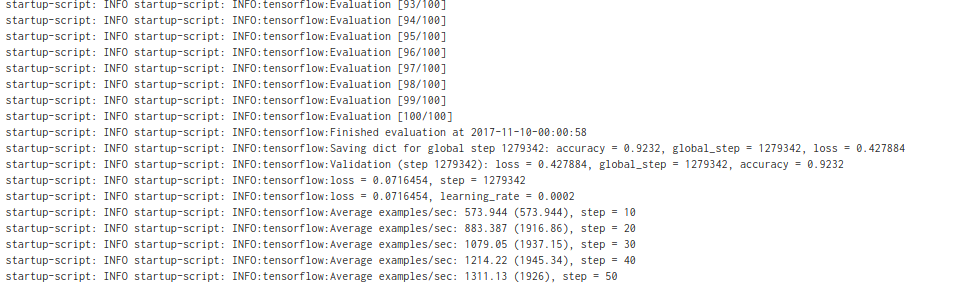 startup-script: INFO startup-script: INFO:tensorflow:Evaluation [93/100]
startup-script: INFO startup-script: INFO:tensorflow:Evaluation [94/100]
startup-script: INFO startup-script: INFO:tensorflow:Evaluation [95/100]
startup-script: INFO startup-script: INFO:tensorflow:Evaluation [96/100]
startup-script: INFO startup-script: INFO:tensorflow:Evaluation [97/100]
startup-script: INFO startup-script: INFO:tensorflow:Evaluation [98/100]
startup-script: INFO startup-script: INFO:tensorflow:Evaluation [99/100]
startup-script: INFO startup-script: INFO:tensorflow:Evaluation [100/100]
startup-script: INFO startup-script: INFO:tensorflow:Finished evaluation at 2017-11-10-00:00:58
startup-script: INFO startup-script: INFO:tensorflow:Saving dict for global step 1279342: accuracy = 0.9232, global_step = 1279342, loss = 0.427884
startup-script: INFO startup-script: INFO:tensorflow:Validation (step 1279342): loss = 0.427884, global_step = 1279342, accuracy = 0.9232
startup-script: INFO startup-script: INFO:tensorflow:loss = 0.0716454, step = 1279342
startup-script: INFO startup-script: INFO:tensorflow:loss = 0.0716454, learning_rate = 0.0002
startup-script: INFO startup-script: INFO:tensorflow:Average examples/sec: 573.944 (573.944), step = 10
startup-script: INFO startup-script: INFO:tensorflow:Average examples/sec: 883.387 (1916.86), step = 20
startup-script: INFO startup-script: INFO:tensorflow:Average examples/sec: 1079.05 (1937.15), step = 30
startup-script: INFO startup-script: INFO:tensorflow:Average examples/sec: 1214.22 (1945.34), step = 40
startup-script: INFO startup-script: INFO:tensorflow:Average examples/sec: 1311.13 (1926), step = 50